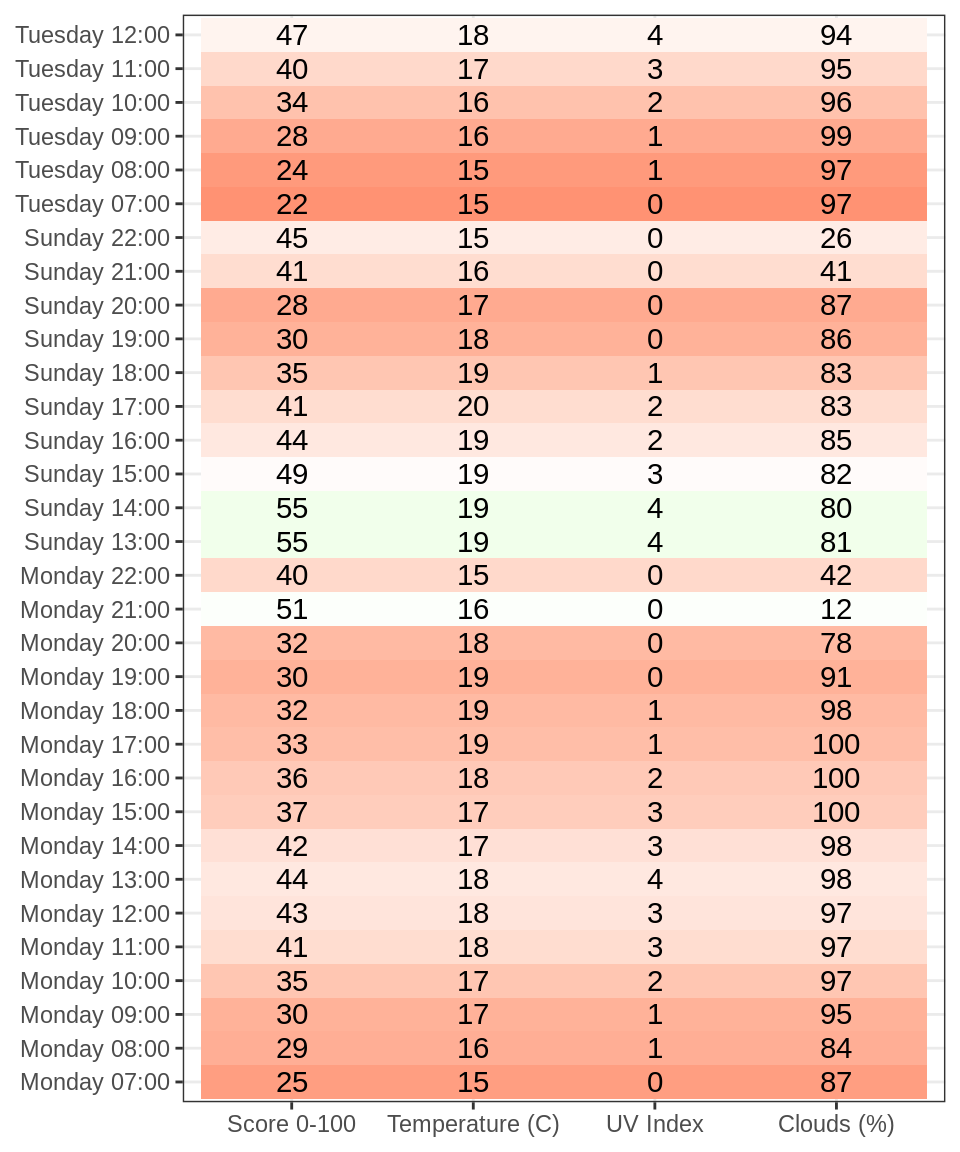 Tuesday 12:00 47 18 4 94
Tuesday 11:00 40 17 3 95
Tuesday 10:00 34 16 2 96
Tuesday 09:00 28 16 1 99
Tuesday 08:00 24 15 1 97
Tuesday 07:00 22 15 0 97
Sunday 22:00 45 15 0 26
Sunday 21:00 41 16 0 41
Sunday 20:00 28 17 0 87
Sunday 19:00 30 18 0 86
Sunday 18:00 35 19 1 83
Sunday 17:00 41 20 2 83
Sunday 16:00 44 19 2 85
Sunday 15:00 49 19 3 82
Sunday 14:00 55 19 4 80
Sunday 13:00 55 19 4 81
Monday 22:00 40 15 0 42
Monday 21:00 51 16 0 12
Monday 20:00 32 18 0 78
Monday 19:00 30 19 0 91
Monday 18:00 32 19 1 98
Monday 17:00 33 19 1 100
Monday 16:00 36 18 2 100
Monday 15:00 37 17 3 100
Monday 14:00 42 17 3 98
Monday 13:00 44 18 4 98
Monday 12:00 43 18 3 97
Monday 11:00 41 18 3 97
Monday 10:00 35 17 2 97
Monday 09:00 30 17 1 95
Monday 08:00 29 16 1 84
Monday 07:00 25 15 0 87
Score 0-100 Temperature (C) UV Index Clouds (%)